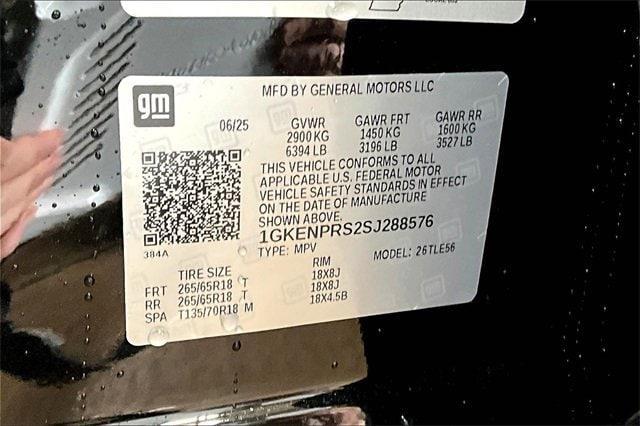 MFD BY GENERAL MOTORS LLC
gm
06/25
GVWR GAWR FRT GAWR RR
2900 KG 1450 KG 1600 KG
6394 LB 3196 LB 3527 LB
THIS VEHICLE CONFORMS TO ALL
APPLICABLE U.S. FEDERAL MOTOR
VEHICLE SAFETY STANDARDS IN EFFECT
ON THE DATE OF MANUFACTURE
SHOWN ABOVE.
1GKENPRS2SJ288576
384A
TYPE: MPV MODEL: 26TLE56
TIRE SIZE RIM
FRT 265/65R18 T 18X8J
RR 265/65R18 T 18X8J
SPA T135/70R18 M 18X4.5B